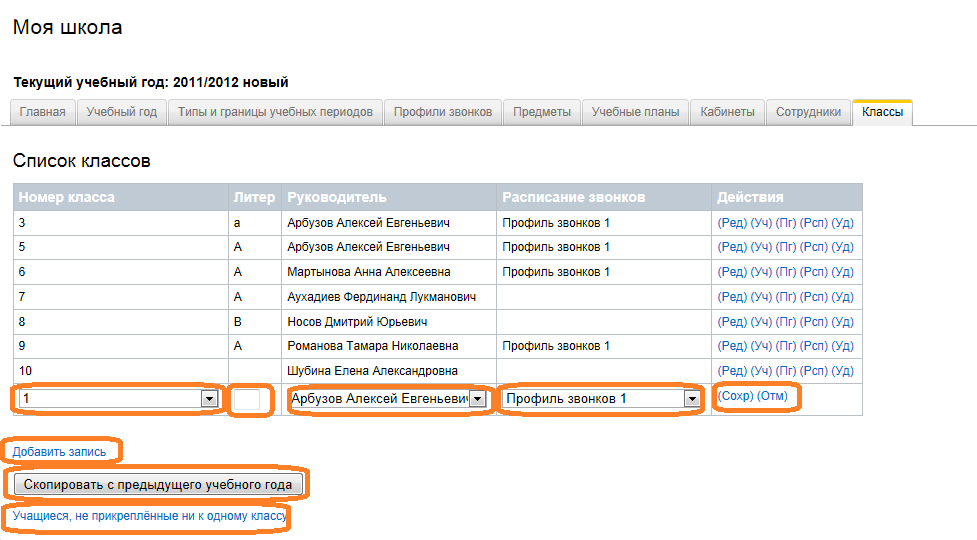 Моя школа
Текущий учебный год: 2011/2012 новый
Главная Учебный год Типы и границы учебных периодов Профили звонков Предметы Учебные планы Кабинеты Сотрудники Классы
Список классов
Номер класса Литер Руководитель Расписание звонков Действия
3 а Арбузов Алексей Евгеньевич Профиль звонков 1 (Ред) (Уч) (Пг) (Рсп) (Уд)
5 А Арбузов Алексей Евгеньевич Профиль звонков 1 (Ред) (Уч) (Пг) (Рсп) (Уд)
6 А Мартынова Анна Алексеевна Профиль звонков 1 (Ред) (Уч) (Пг) (Рсп) (Уд)
7 А Аухадиев Фердинанд Лукманович (Ред) (Уч) (Пг) (Рсп) (Уд)
8 В Носов Дмитрий Юрьевич (Ред) (Уч) (Пг) (Рсп) (Уд)
9 А Романова Тамара Николаевна Профиль звонков 1 (Ред) (Уч) (Пг) (Рсп) (Уд)
10 Шубина Елена Александровна (Ред) (Уч) (Пг) (Рсп) (Уд)
1 Арбузов Алексей Евгеньевич Профиль звонков 1 (Сохр) (Отм)
Добавить запись
Скопировать с предыдущего учебного года
Учащиеся, не прикреплённые ни к одному классу